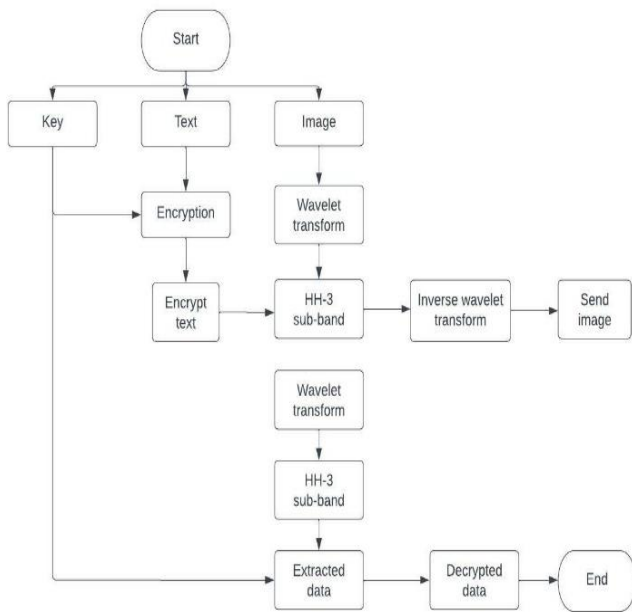 Start
Key
Text
Image
Encryption
Wavelet
transform
Encrypt
text
HH-3
sub-band
Inverse wavelet
transform
Send
image
Wavelet
transform
HH-3
sub-band
Extracted
data
Decrypted
data
End